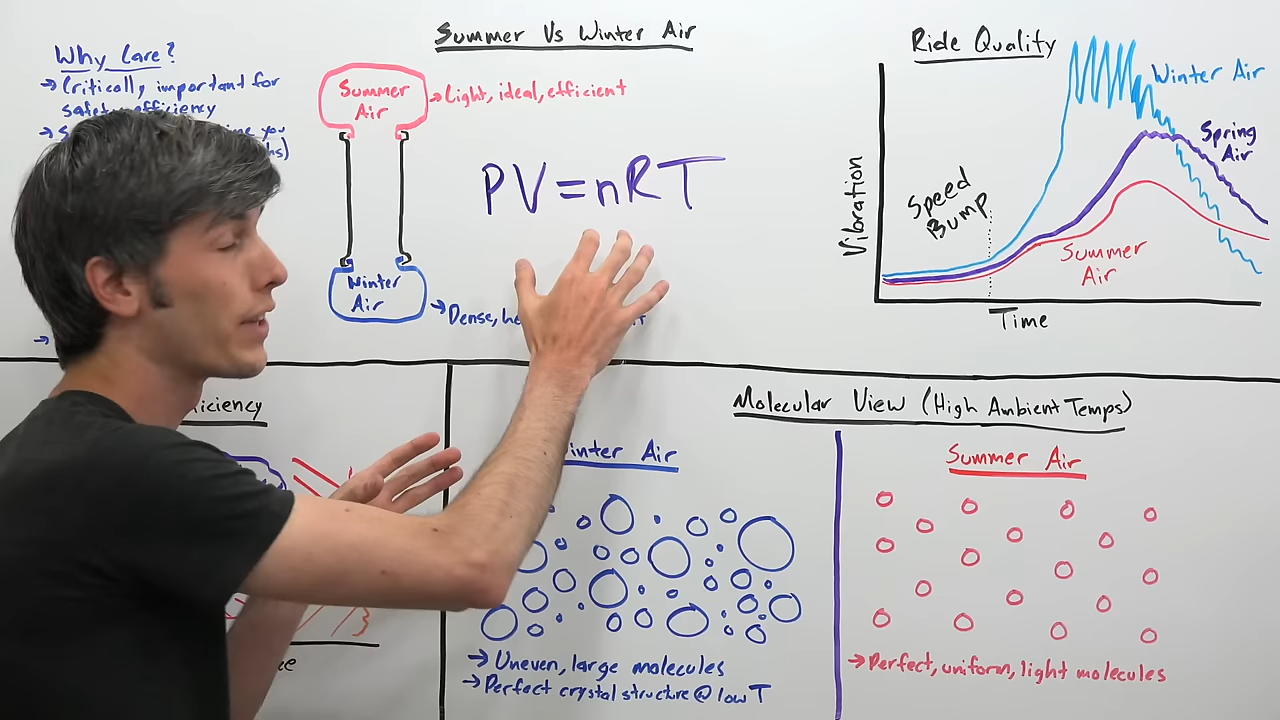 Summer Vs Winter Air
Why Care?
→ Critically important for
safety, efficiency
→
you
→
Summer
Air
→ Light, ideal, efficient
PV=nRT
Winter
Air
→ Dense,
Ride Quality
Vibration
Speed
Bump
Time
Winter Air
Spring
Air
Summer
Air
Molecular View (High Ambient Temps)
Winter Air
→ Uneven, large molecules
→ Perfect crystal structure @ low T
Summer Air
→ Perfect, uniform, light molecules